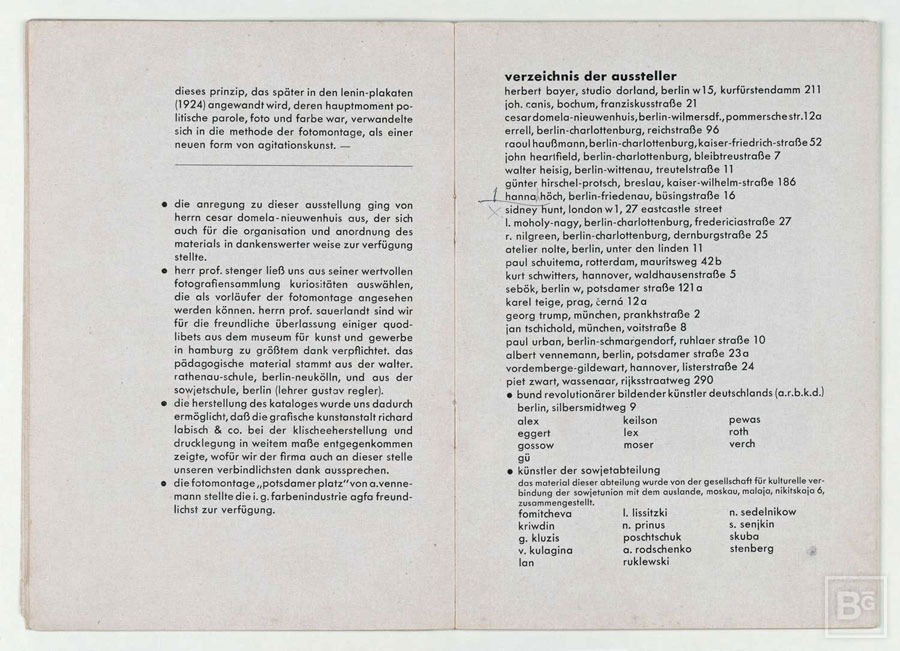 dieses prinzip, das später in den lenin-plakaten
(1924) angewandt wird, deren hauptmoment po-
litische parole, foto und farbe war, verwandelte
sich in die methode der fotomontage, als einer
neuen form von agitationskunst. —
● die anregung zu dieser ausstellung ging von
herrn cesar domela-nieuwenhuis aus, der sich
auch für die organisation und anordnung des
materials in dankenswerter weise zur verfügung
stellte.
● herr prof. stenger ließ uns aus seiner wertvollen
fotografiensammlung kuriositäten auswählen,
die als vorläufer der fotomontage angesehen
werden können. herrn prof. sauerlandt sind wir
für die freundliche überlassung einiger quod-
libets aus dem museum für kunst und gewerbe
in hamburg zu größtem dank verpflichtet. das
pädagogische material stammt aus der walter.
rathenau-schule, berlin-neukölln, und aus der
sowjetschule, berlin (lehrer gustav regler).
● die herstellung des kataloges wurde uns dadurch
ermöglicht, daß die grafische kunstanstalt richard
labisch & co. bei der klischeeherstellung und
drucklegung in weitem maße entgegenkommen
zeigte, wofür wir der firma auch an dieser stelle
unseren verbindlichsten dank aussprechen.
● die fotomontage „potsdamer platz" von a. venne-
mann stellte die i. g. farbenindustrie agfa freund-
lichst zur verfügung.
verzeichnis der aussteller
herbert bayer, studio dorland, berlin w 15, kurfürstendamm 211
joh. canis, bochum, franziskusstraße 21
cesar domela-nieuwenhuis, berlin-wilmersdf., pommersche str. 12a
errell, berlin-charlottenburg, reichstraße 96
raoul haußmann, berlin-charlottenburg, kaiser-friedrich-straße 52
john heartfield, berlin-charlottenburg, bleibtreustraße 7
walter heisig, berlin-wittenau, treutelstraße 11
günter hirschel-protsch, breslau, kaiser-wilhelm-straße 186
hanna höch, berlin-friedenau, büsingstraße 16
sidney hunt, london w 1, 27 eastcastle street
l. moholy-nagy, berlin-charlottenburg, fredericiastraße 27
r. nilgreen, berlin-charlottenburg, dernburgstraße 25
atelier nolte, berlin, unter den linden 11
paul schuitema, rotterdam, mauritsweg 42b
kurt schwitters, hannover, waldhausenstraße 5
sebök, berlin w, potsdamer straße 121a
karel teige, prag, černá 12a
georg trump, münchen, prankhstraße 2
jan tschichold, münchen, voitstraße 8
paul urban, berlin-schmargendorf, ruhlaer straße 10
albert vennemann, berlin, potsdamer straße 23a
vordemberge-gildewart, hannover, listerstraße 24
piet zwart, wassenaar, rijksstraatweg 290
● bund revolutionärer bildender künstler deutschlands (a.r.b.k.d.)
berlin, silbersmidtweg 9
alex keilson pewas
eggert lex roth
gossow moser verch
gü
● künstler der sowjetabteilung
das material dieser abteilung wurde von der gesellschaft für kulturelle ver-
bindung der sowjetunion mit dem auslande, moskau, malaja, nikitskaja 6,
zusammengestellt.
fomitcheva l. lissitzki n. sedelnikow
kriwdin n. prinus s. senjkin
g. kluzis poschtschuk skuba
v. kulagina a. rodschenko stenberg
lan ruklewski
BG